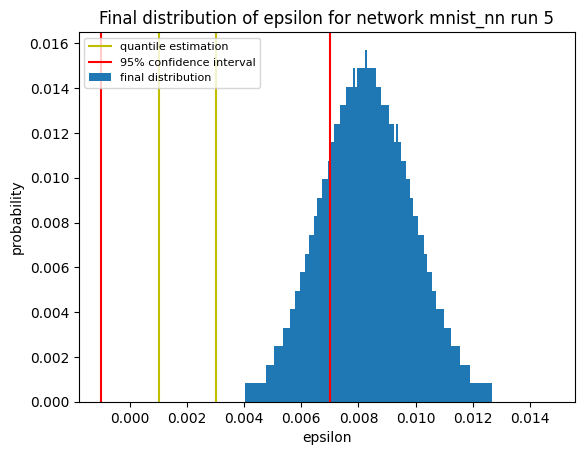 Final distribution of epsilon for network mnist_nn run 5
quantile estimation
95% confidence interval
final distribution
probability
0.016
0.014
0.012
0.010
0.008
0.006
0.004
0.002
0.000
0.000 0.002 0.004 0.006 0.008 0.010 0.012 0.014
epsilon